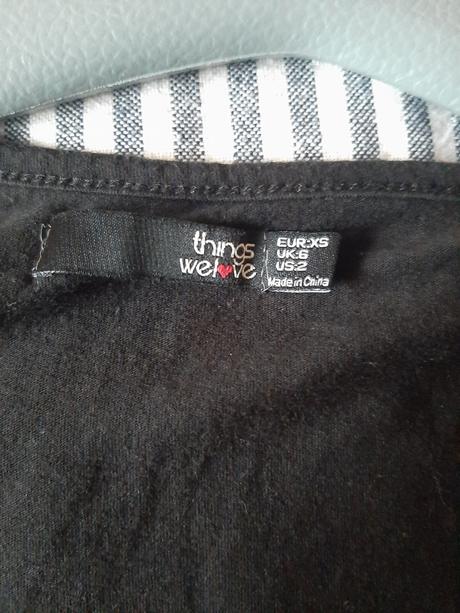 things
we love
EUR:XS
UK:6
US:2
Made in China